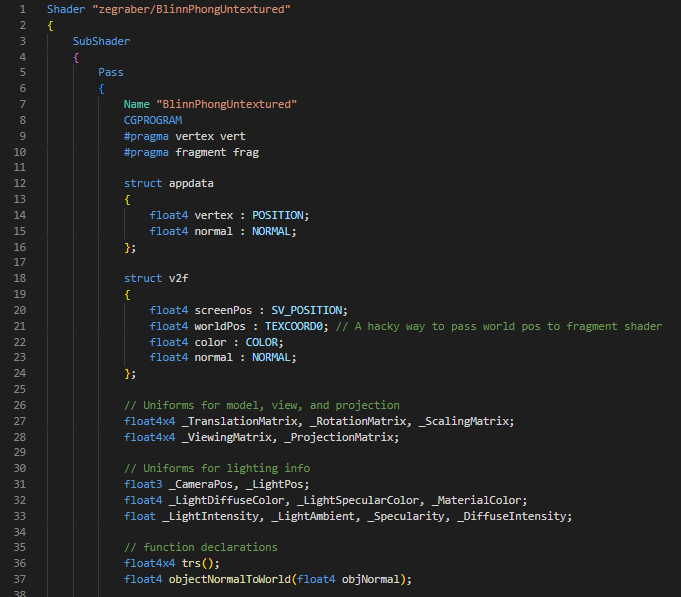 1 Shader "zegraber/BlinnPhongUntextured"
2 {
3 SubShader
4 {
5 Pass
6 {
7 Name "BlinnPhongUntextured"
8 CGPROGRAM
9 #pragma vertex vert
10 #pragma fragment frag
11
12 struct appdata
13 {
14 float4 vertex : POSITION;
15 float4 normal : NORMAL;
16 };
17
18 struct v2f
19 {
20 float4 screenPos : SV_POSITION;
21 float4 worldPos : TEXCOORD0; // A hacky way to pass world pos to fragment shader
22 float4 color : COLOR;
23 float4 normal : NORMAL;
24 };
25
26 // Uniforms for model, view, and projection
27 float4x4 _TranslationMatrix, _RotationMatrix, _ScalingMatrix;
28 float4x4 _ViewingMatrix, _ProjectionMatrix;
29
30 // Uniforms for lighting info
31 float3 _CameraPos, _LightPos;
32 float4 _LightDiffuseColor, _LightSpecularColor, _MaterialColor;
33 float _LightIntensity, _LightAmbient, _Specularity, _DiffuseIntensity;
34
35 // function declarations
36 float4x4 trs();
37 float4 objectNormalToWorld(float4 objNormal);
38